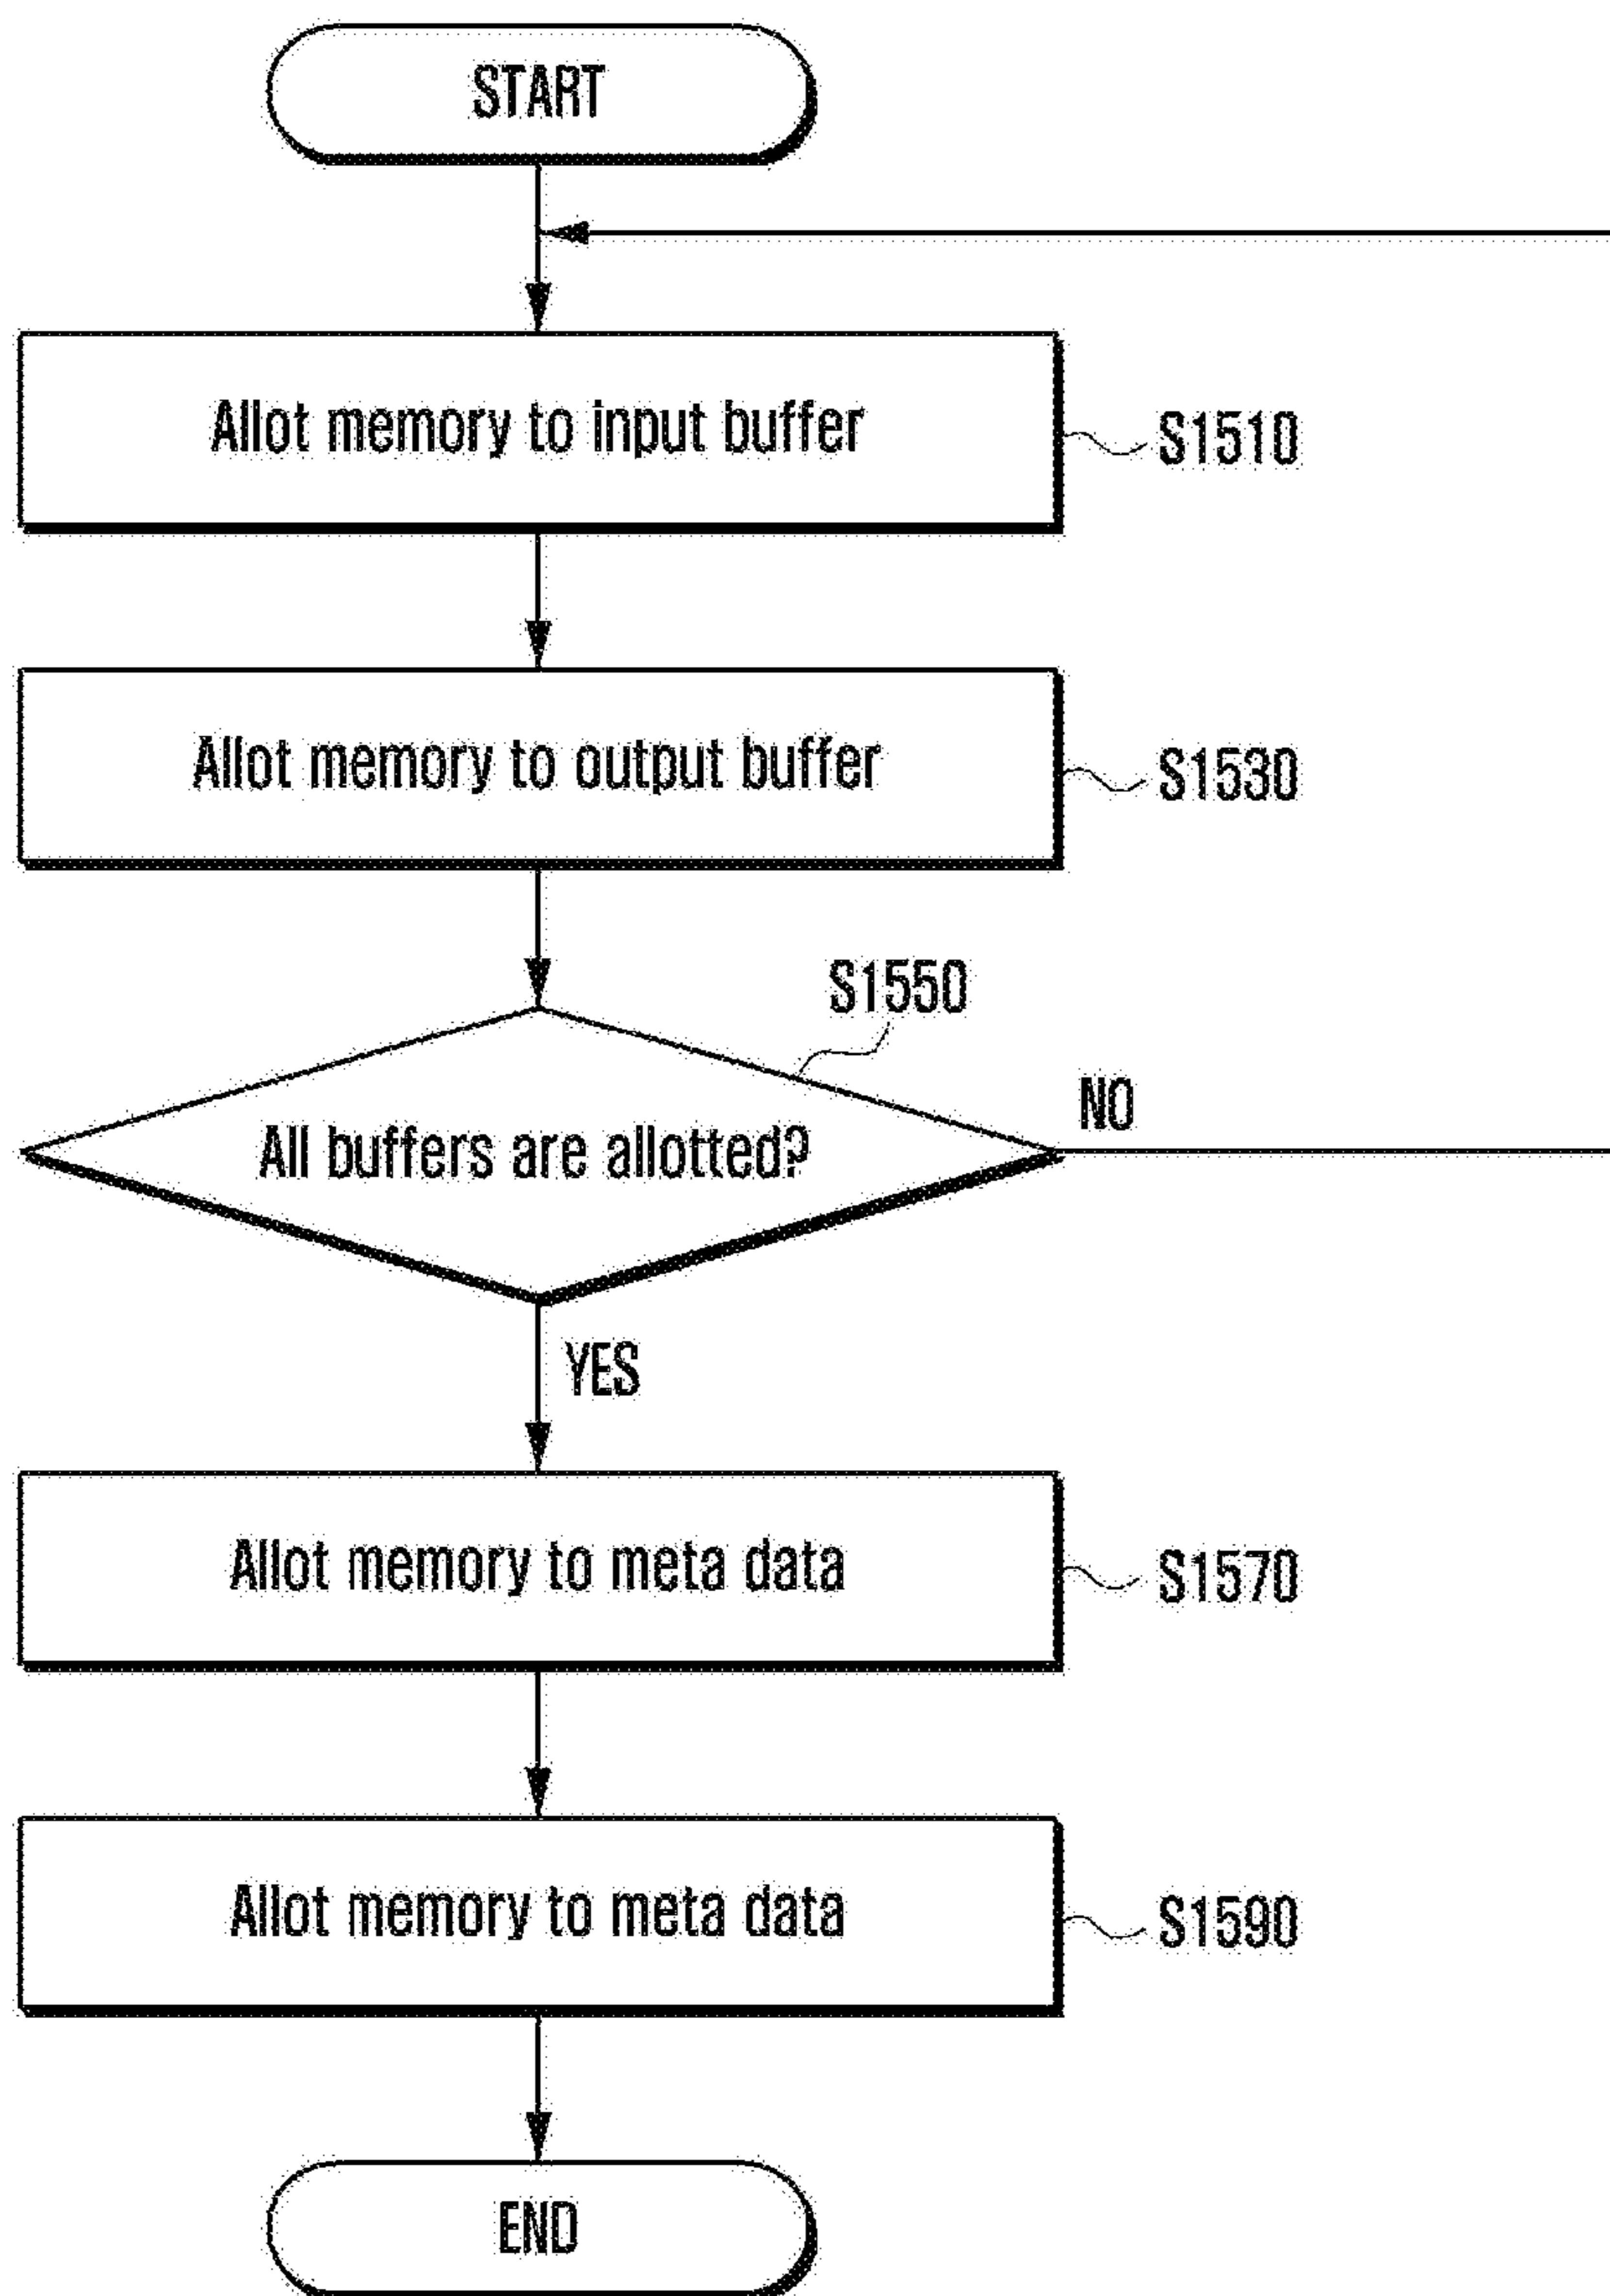 START
Allot memory to input buffer
S1510
Allot memory to output buffer
S1530
S1550
All buffers are allotted?
NO
YES
Allot memory to meta data
S1570
Allot memory to meta data
S1590
END